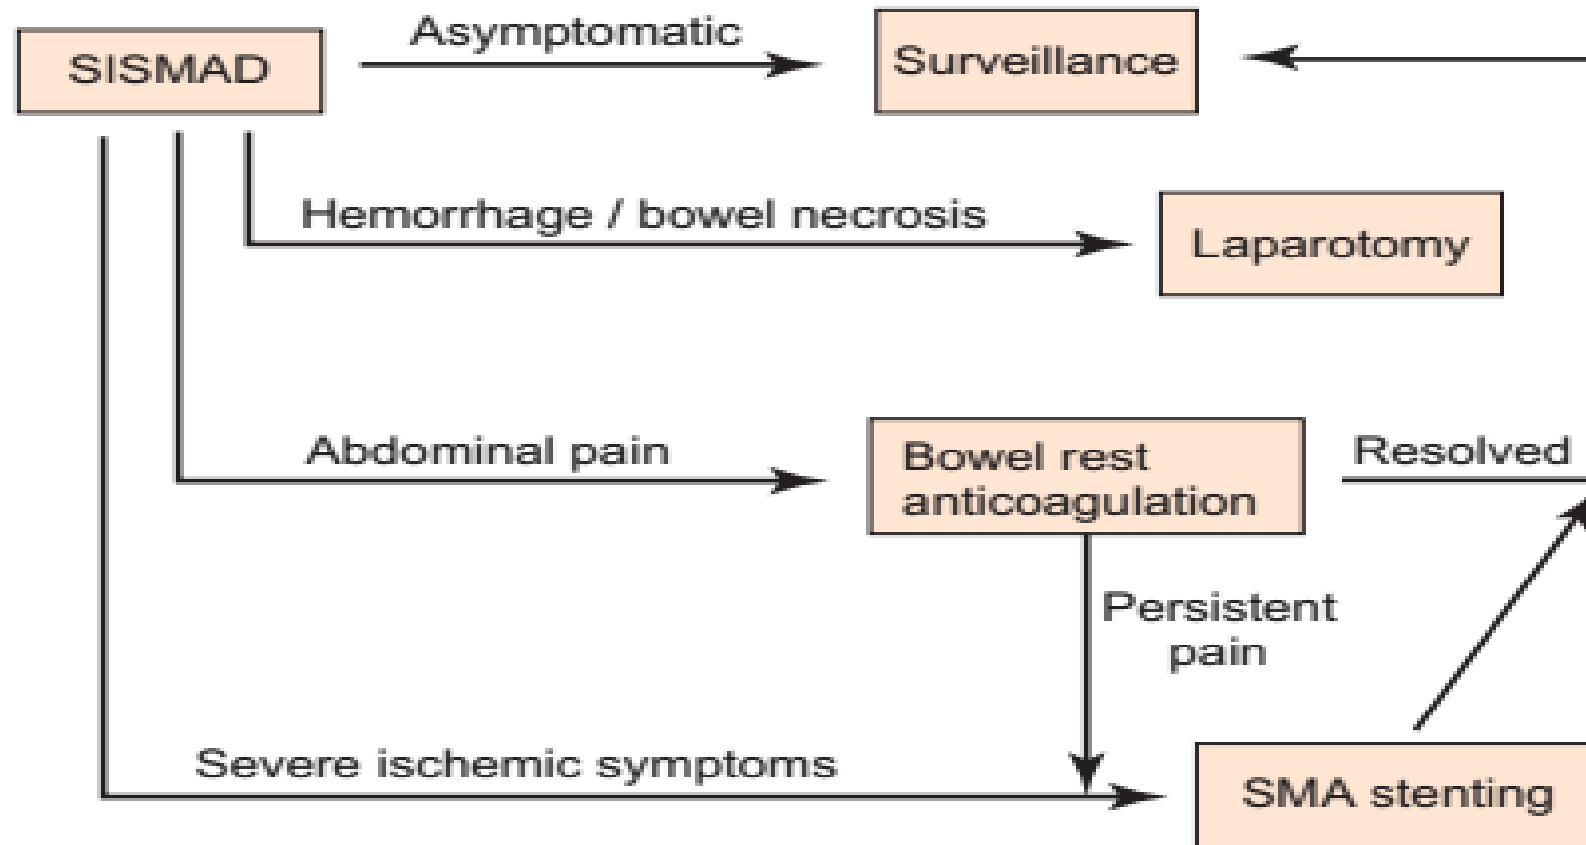 SISMAD
Asymptomatic
Surveillance
Hemorrhage / bowel necrosis
Laparotomy
Abdominal pain
Bowel rest
anticoagulation
Resolved
Persistent
pain
Severe ischemic symptoms
SMA stenting